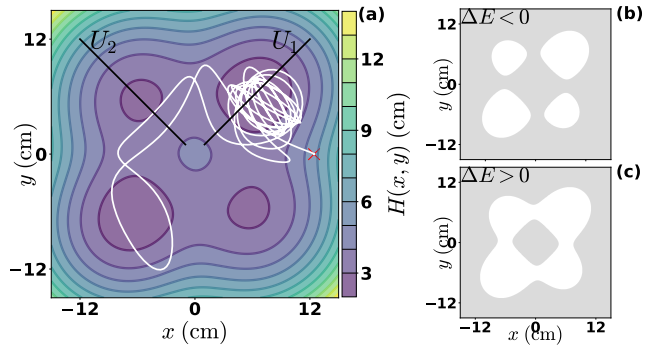 (a)
U₂
U₁
12
0
−12
y (cm)
−12
0
12
x (cm)
12
9
6
3
H(x, y) (cm)
(b)
ΔE < 0
12
0
−12
y (cm)
(c)
ΔE > 0
12
0
−12
y (cm)
−12
0
12
x (cm)